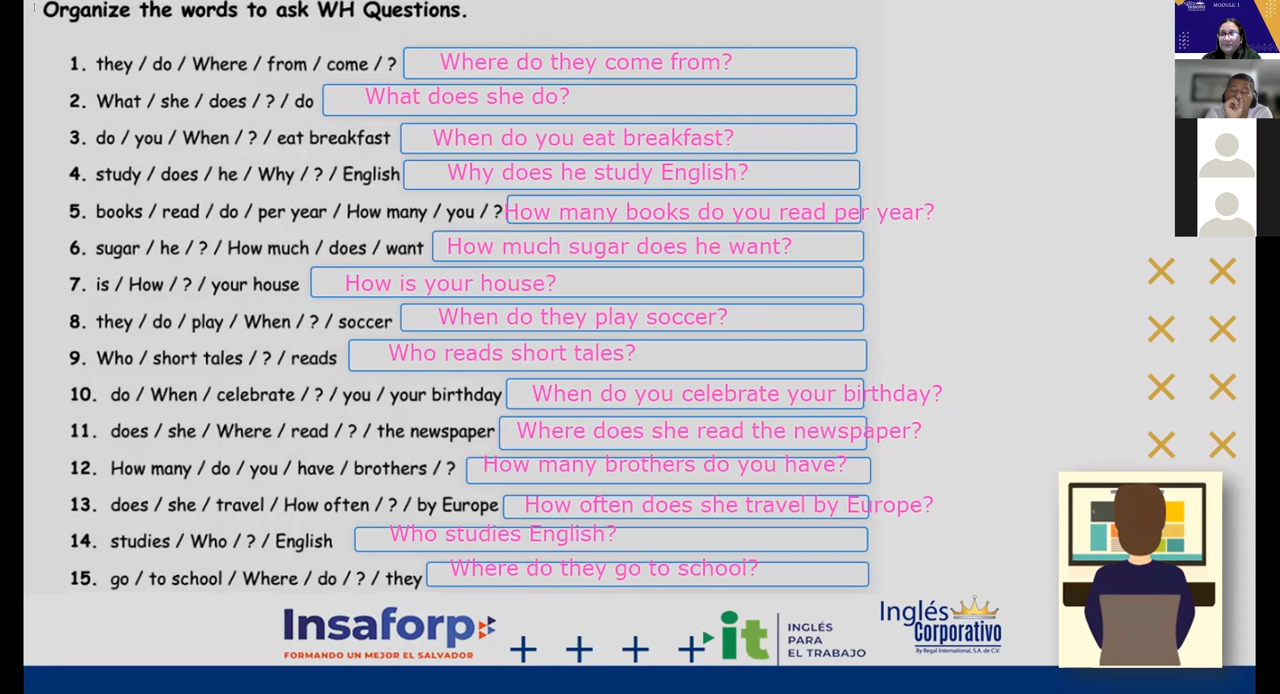 Organize the words to ask WH Questions.
1. they / do / Where / from / come / ? Where do they come from?
2. What / she / does / ? / do What does she do?
3. do / you / When / ? / eat breakfast When do you eat breakfast?
4. study / does / he / Why / ? / English Why does he study English?
5. books / read / do / per year / How many / you / ? How many books do you read per year?
6. sugar / he / ? / How much / does / want How much sugar does he want?
7. is / How / ? / your house How is your house?
8. they / do / play / When / ? / soccer When do they play soccer?
9. Who / short tales / ? / reads Who reads short tales?
10. do / When / celebrate / ? / you / your birthday When do you celebrate your birthday?
11. does / she / Where / read / ? / the newspaper Where does she read the newspaper?
12. How many / do / you / have / brothers / ? How many brothers do you have?
13. does / she / travel / How often / ? / by Europe How often does she travel by Europe?
14. studies / Who / ? / English Who studies English?
15. go / to school / Where / do / ? / they Where do they go to school?
Insaforp
FORMANDO UN MEJOR EL SALVADOR
it
INGLÉS
PARA
EL TRABAJO
Inglés
Corporativo
By Regal International, S.A. de C.V.
MODULE 1